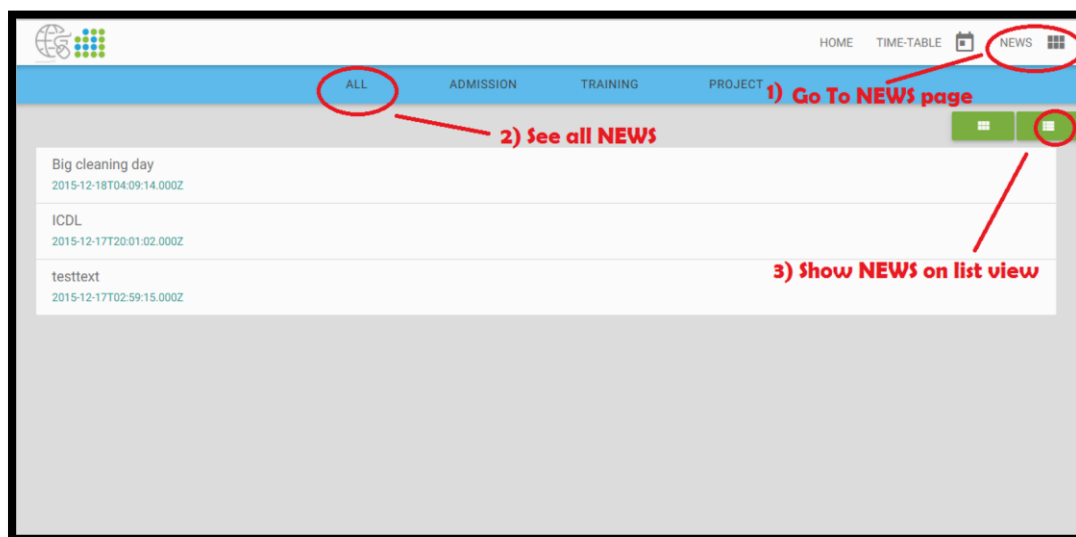 HOME TIME-TABLE NEWS
ALL ADMISSION TRAINING PROJECT
1) Go To NEWS page
2) See all NEWS
Big cleaning day
2015-12-18T04:09:14.000Z
ICDL
2015-12-17T20:01:02.000Z
testtext
2015-12-17T02:59:15.000Z
3) Show NEWS on list view